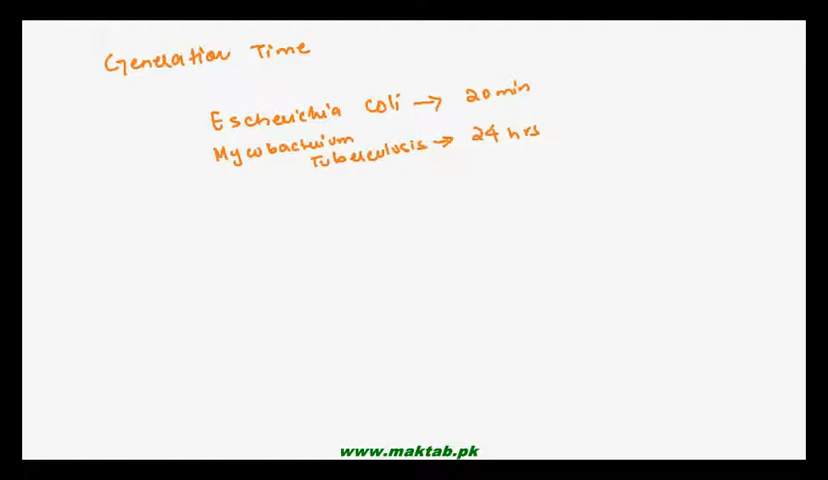 Generation Time
Escherichia coli → 20 min
Mycobacterium
Tuberculosis → 24 hrs
www.maktab.pk